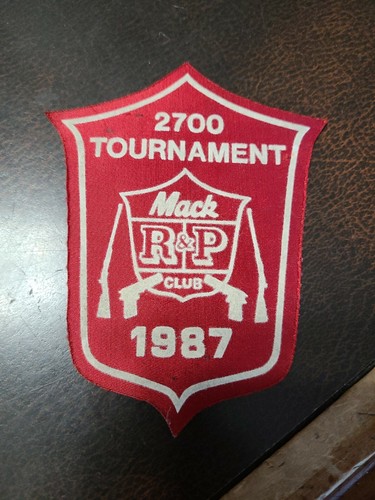 2700
TOURNAMENT
Mack
R&P
CLUB
1987